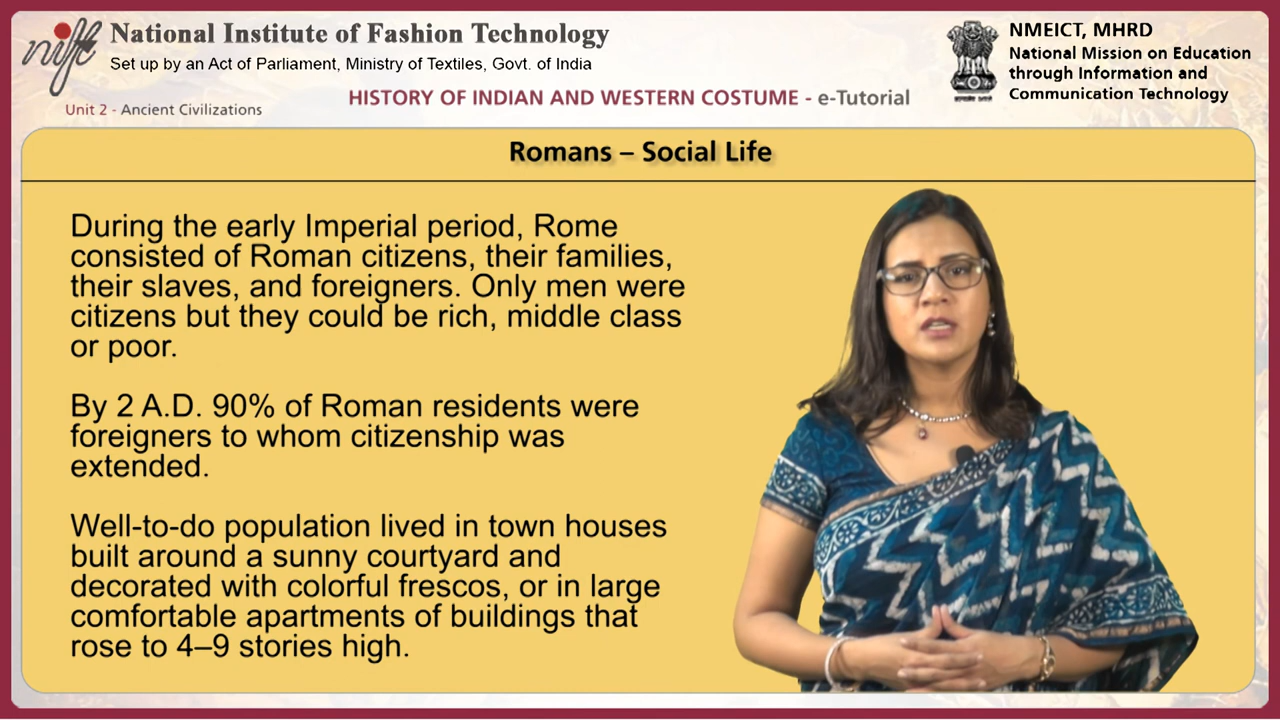 nift
National Institute of Fashion Technology
Set up by an Act of Parliament, Ministry of Textiles, Govt. of India
NMEICT, MHRD
National Mission on Education
through Information and
Communication Technology
HISTORY OF INDIAN AND WESTERN COSTUME - e-Tutorial
Unit 2 - Ancient Civilizations
Romans – Social Life
During the early Imperial period, Rome
consisted of Roman citizens, their families,
their slaves, and foreigners. Only men were
citizens but they could be rich, middle class
or poor.
By 2 A.D. 90% of Roman residents were
foreigners to whom citizenship was
extended.
Well-to-do population lived in town houses
built around a sunny courtyard and
decorated with colorful frescos, or in large
comfortable apartments of buildings that
rose to 4–9 stories high.